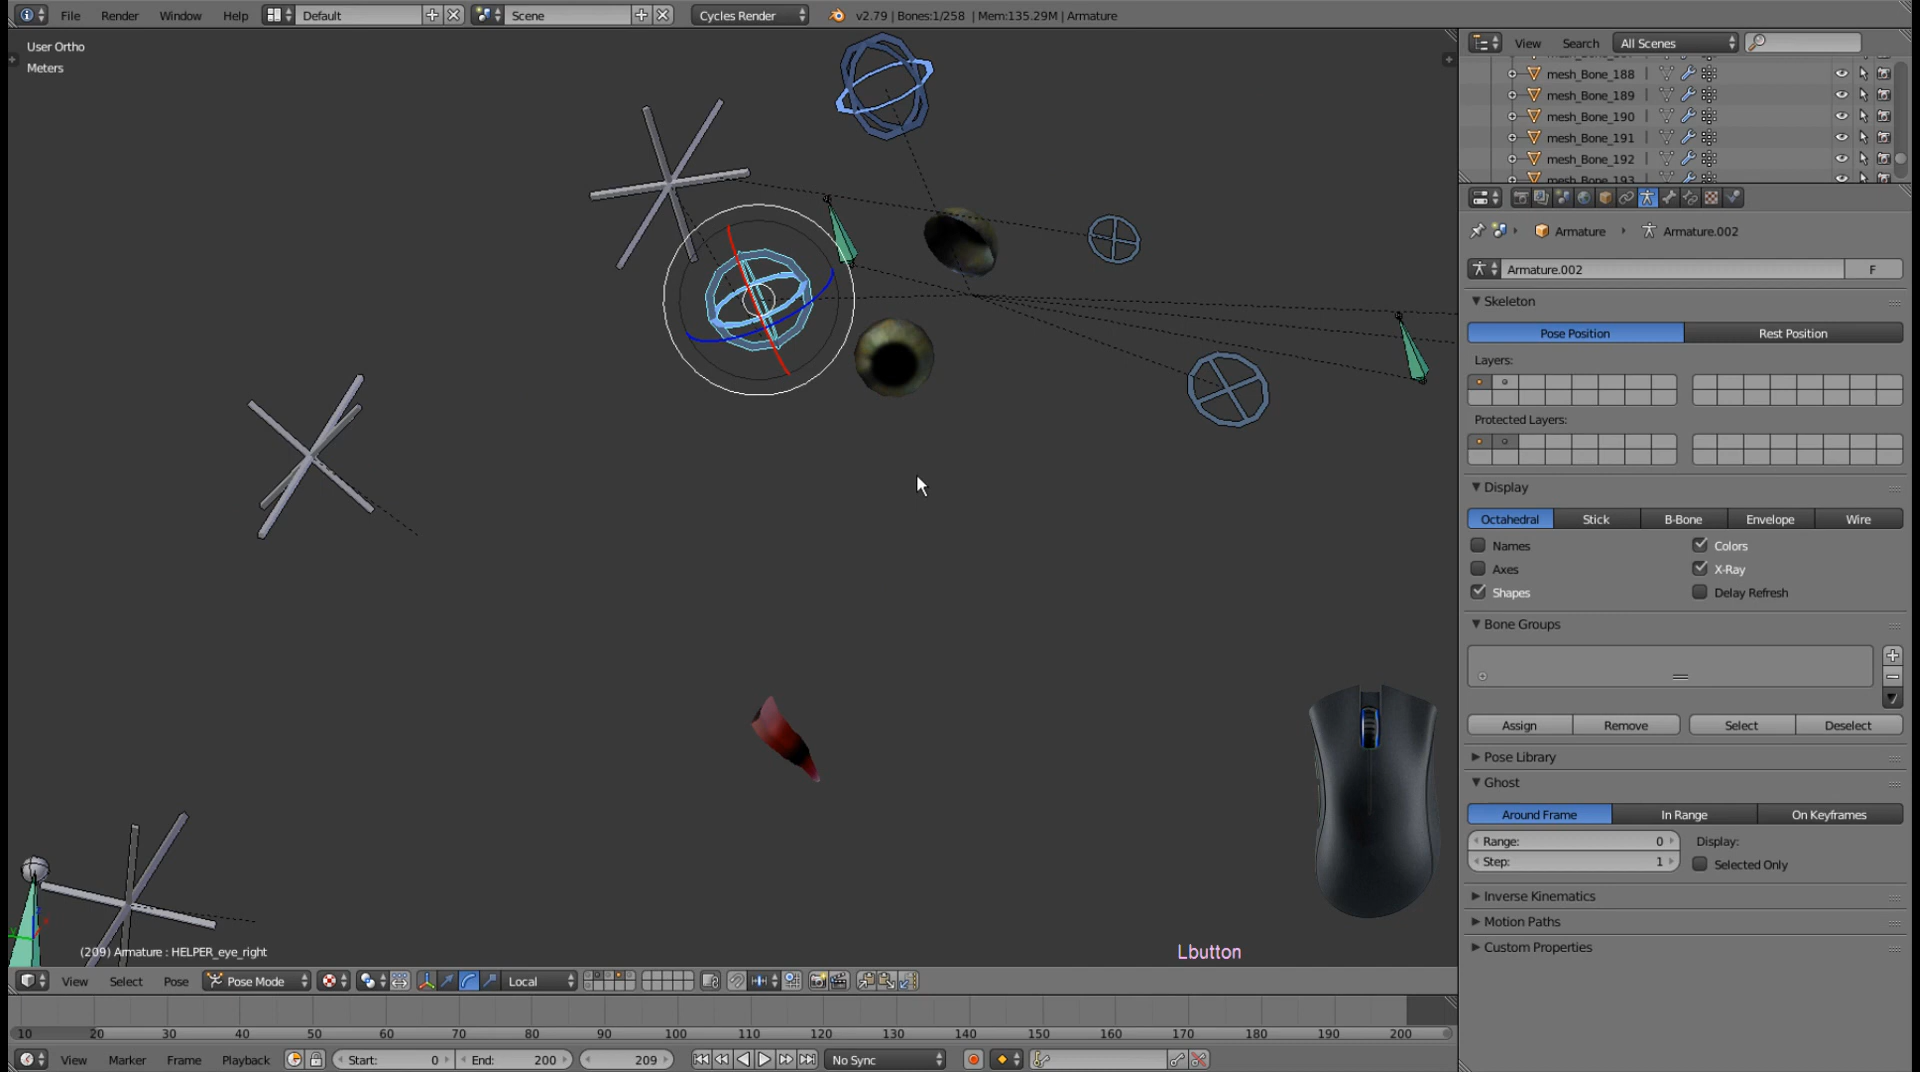 File Render Window Help Default Scene Cycles Render v2.79 | Bones:1/258 | Mem:135.29M | Armature
User Ortho
Meters
(209) Armature : HELPER_eye_right
Lbutton
View Select Pose Pose Mode Local
10 20 30 40 50 60 70 80 90 100 110 120 130 140 150 160 170 180 190 200
View Marker Frame Playback Start: 0 End: 200 209 No Sync
View Search All Scenes
mesh_Bone_188
mesh_Bone_189
mesh_Bone_190
mesh_Bone_191
mesh_Bone_192
mesh_Bone_193
Armature Armature.002
Armature.002 F
Skeleton
Pose Position Rest Position
Layers:
Protected Layers:
Display
Octahedral Stick B-Bone Envelope Wire
Names Colors
Axes X-Ray
Shapes Delay Refresh
Bone Groups
Assign Remove Select Deselect
Pose Library
Ghost
Around Frame In Range On Keyframes
Range: 0 Display:
Step: 1 Selected Only
Inverse Kinematics
Motion Paths
Custom Properties